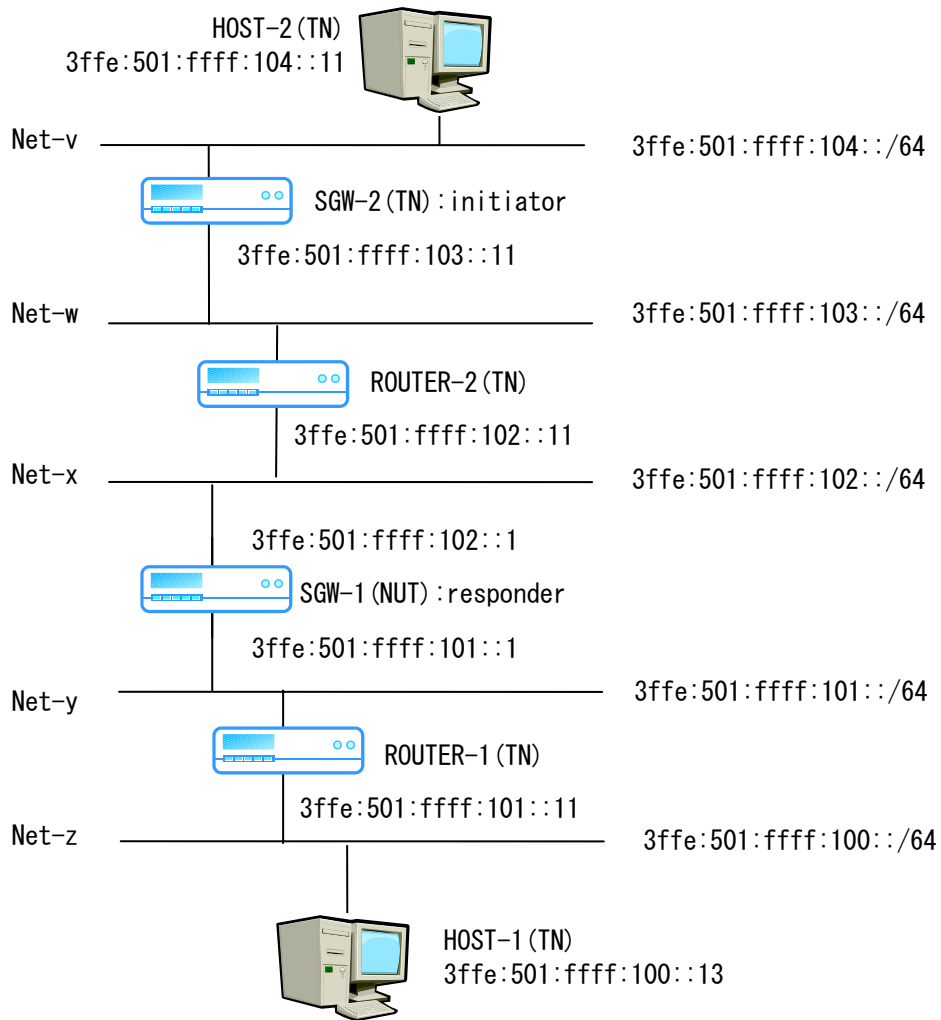 HOST-2(TN)
3ffe:501:ffff:104::11
Net-v
3ffe:501:ffff:104::/64
SGW-2(TN):initiator
3ffe:501:ffff:103::11
Net-w
3ffe:501:ffff:103::/64
ROUTER-2(TN)
3ffe:501:ffff:102::11
Net-x
3ffe:501:ffff:102::/64
3ffe:501:ffff:102::1
SGW-1(NUT):responder
3ffe:501:ffff:101::1
Net-y
3ffe:501:ffff:101::/64
ROUTER-1(TN)
3ffe:501:ffff:101::11
Net-z
3ffe:501:ffff:100::/64
HOST-1(TN)
3ffe:501:ffff:100::13